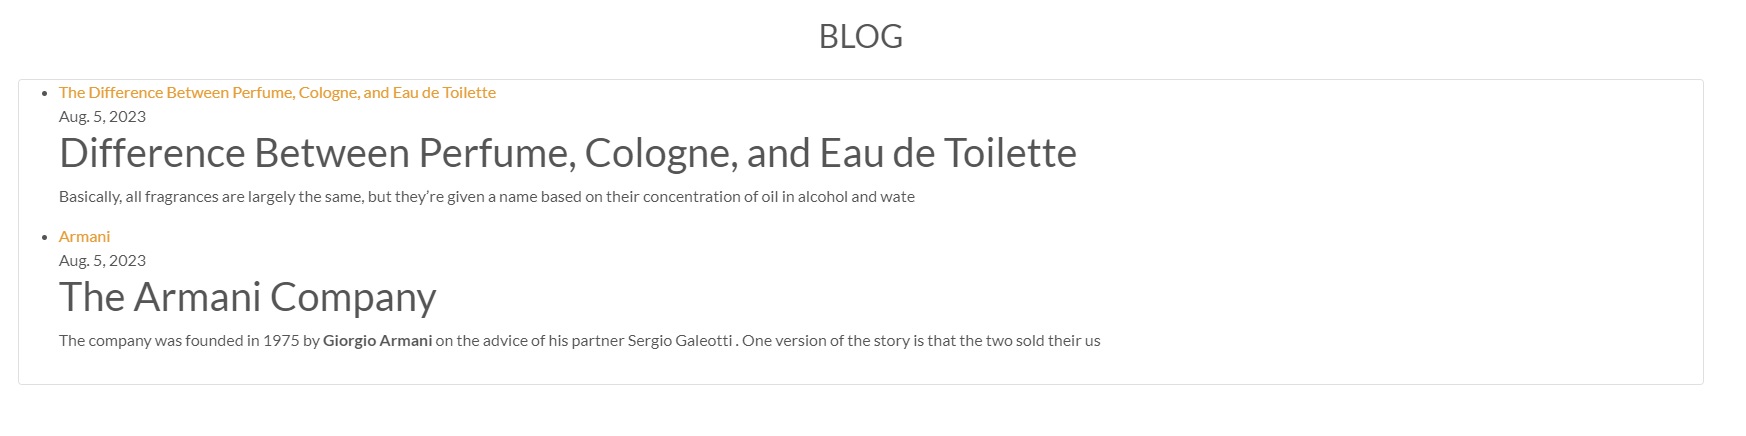 BLOG
The Difference Between Perfume, Cologne, and Eau de Toilette
Aug. 5, 2023
Difference Between Perfume, Cologne, and Eau de Toilette
Basically, all fragrances are largely the same, but they’re given a name based on their concentration of oil in alcohol and wate
Armani
Aug. 5, 2023
The Armani Company
The company was founded in 1975 by Giorgio Armani on the advice of his partner Sergio Galeotti . One version of the story is that the two sold their us